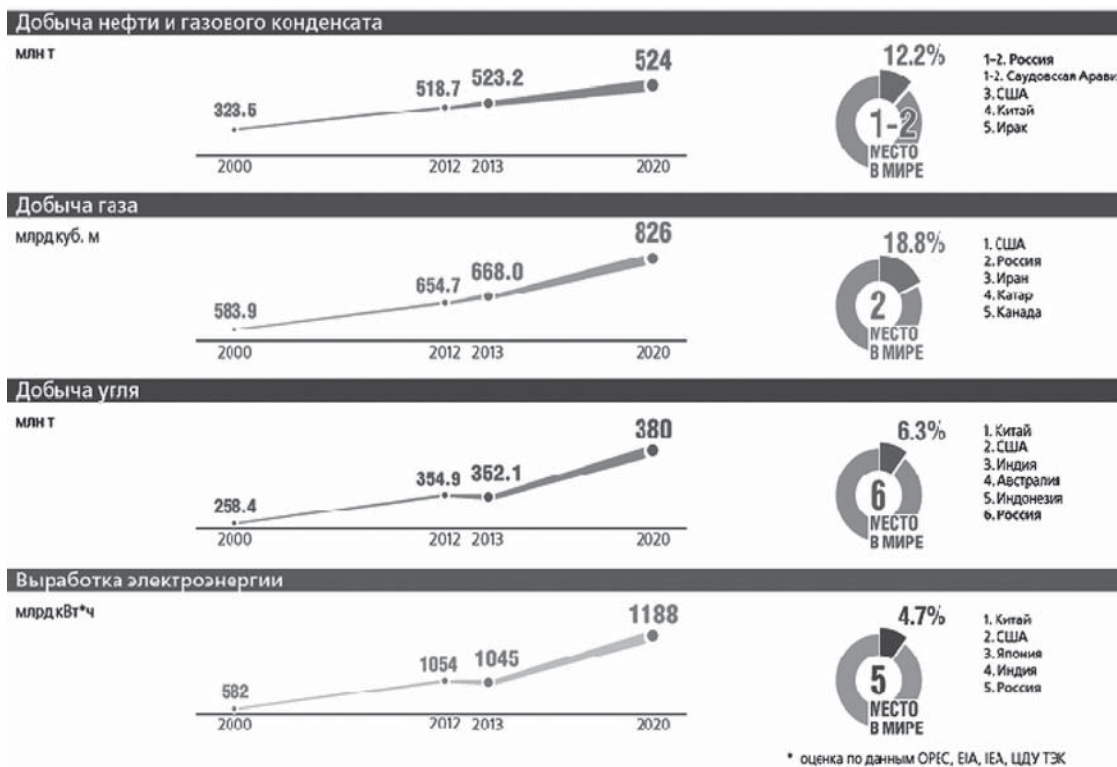 Добыча нефти и газового конденсата
млн т
323.5
518.7
523.2
524
2000
2012
2013
2020
12.2%
1-2
МЕСТО
В МИРЕ
1–2. Россия
1-2. Саудовская Арави
3. США
4. Китай
5. Ирак
Добыча газа
млрд куб. м
583.9
654.7
668.0
826
2000
2012
2013
2020
18.8%
2
МЕСТО
В МИРЕ
1. США
2. Россия
3. Иран
4. Катар
5. Канада
Добыча угля
млн т
258.4
354.9
352.1
380
2000
2012
2013
2020
6.3%
6
МЕСТО
В МИРЕ
1. Китай
2. США
3. Индия
4. Австралия
5. Индонезия
6. Россия
Выработка электроэнергии
млрд кВт*ч
582
1054
1045
1188
2000
2012
2013
2020
4.7%
5
МЕСТО
В МИРЕ
1. Китай
2. США
3. Япония
4. Индия
5. Россия
* оценка по данным OPEC, EIA, IEA, ЦДУ ТЭК